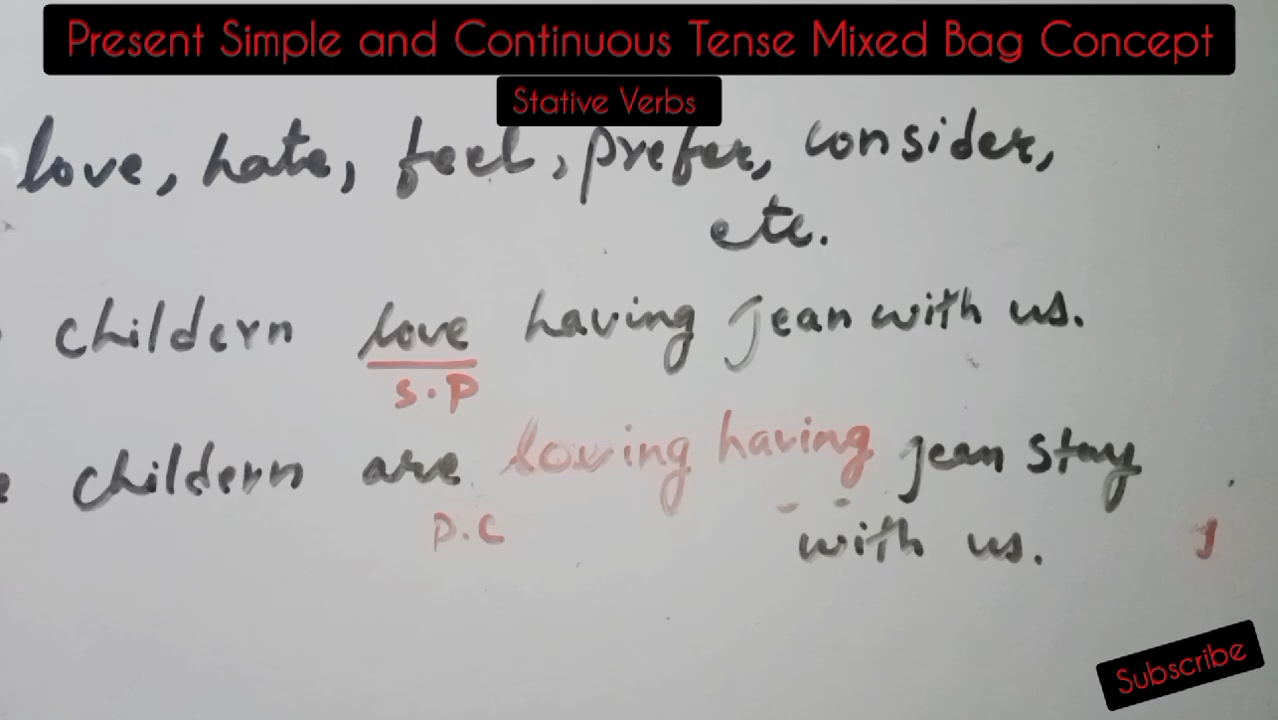 Present Simple and Continuous Tense Mixed Bag Concept
Stative Verbs
love, hate, feel, prefer, consider,
etc.
childern love having jean with us.
S.P
childern are loving having jean stay
P.C
with us.
Subscribe